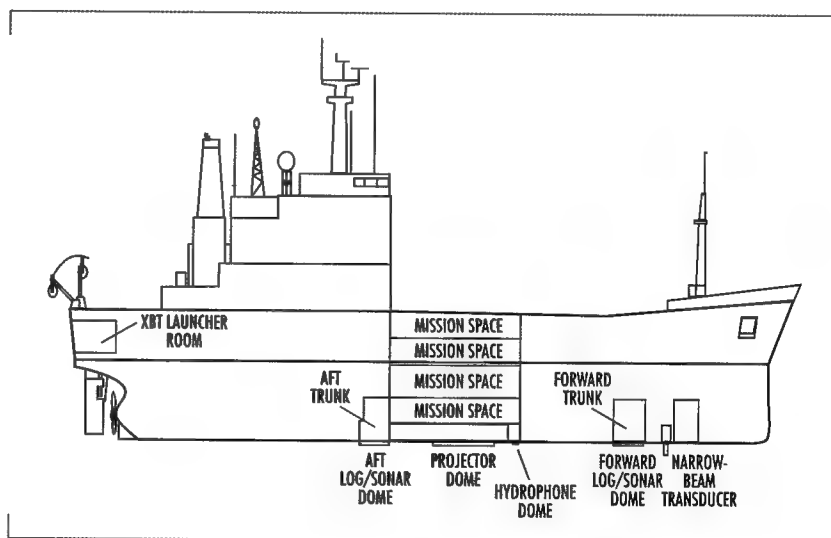 XBT LAUNCHER
ROOM
MISSION SPACE
MISSION SPACE
MISSION SPACE
MISSION SPACE
AFT
TRUNK
FORWARD
TRUNK
AFT
LOG/SONAR
DOME
PROJECTOR
DOME
HYDROPHONE
DOME
FORWARD
LOG/SONAR
DOME
NARROW-
BEAM
TRANSDUCER